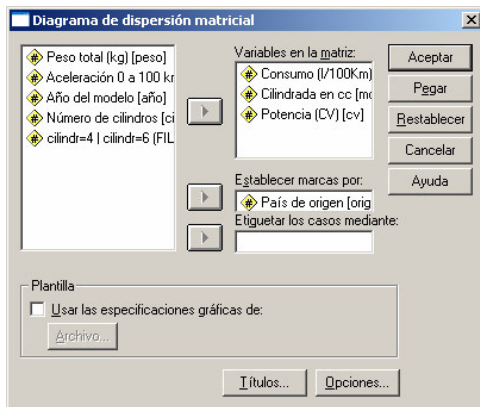 Diagrama de dispersión matricial
Peso total (kg) [peso]
Aceleración 0 a 100 kr
Año del modelo [año]
Número de cilindros [ci
cilindr=4 | cilindr=6 (FIL
Variables en la matriz:
Consumo (l/100Km)
Cilindrada en cc [mo
Potencia (CV) [cv]
Establecer marcas por:
País de origen [orig
Etiquetar los casos mediante:
Aceptar
Pegar
Restablecer
Cancelar
Ayuda
Plantilla
Usar las especificaciones gráficas de:
Archivo...
Títulos...
Opciones...